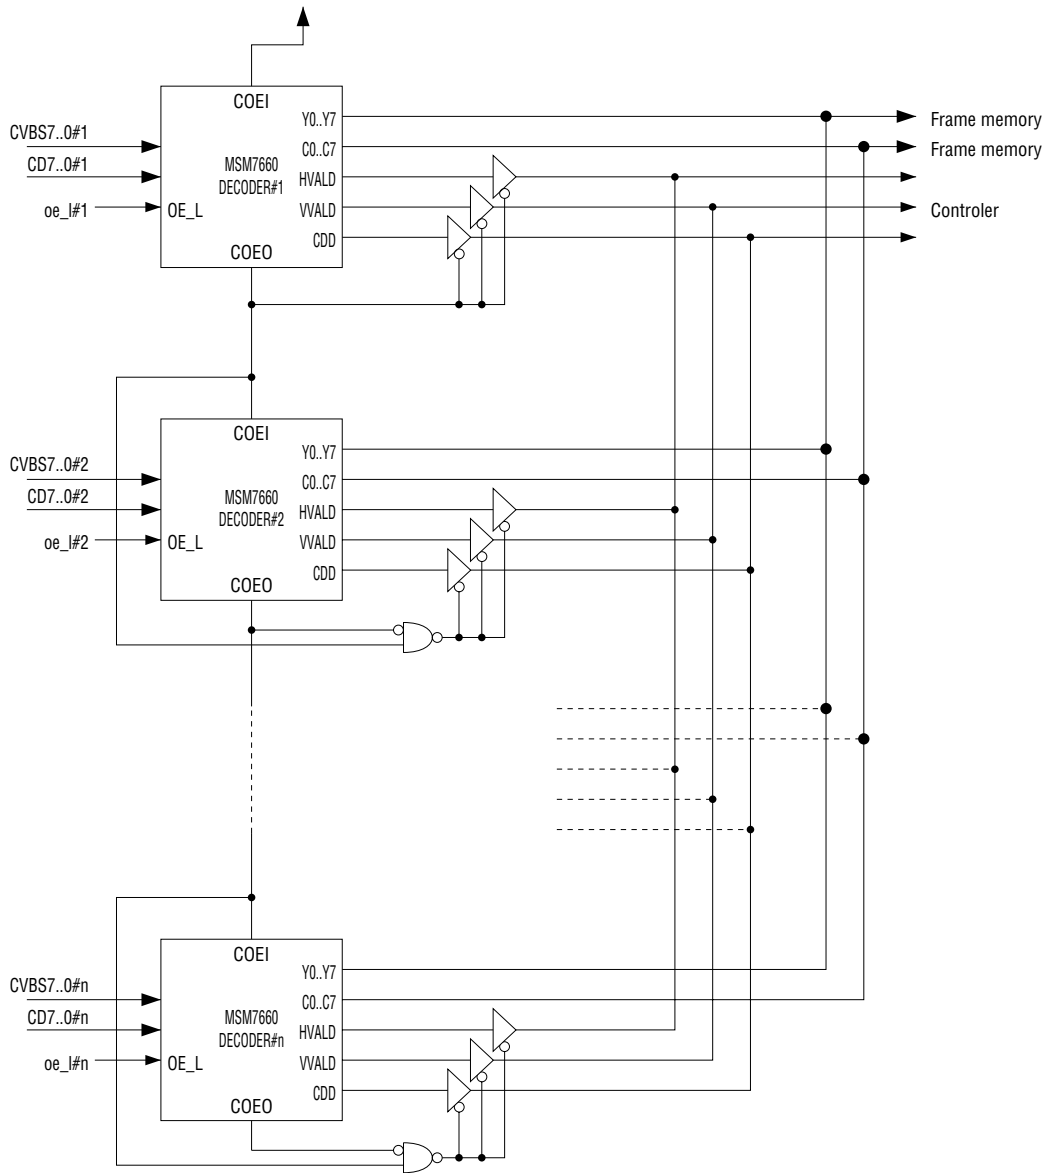 COEI
Y0..Y7
Frame memory
CVBS7..0#1
C0..C7
Frame memory
CD7..0#1
MSM7660
DECODER#1
HVALD
oe_l#1
OE_L
VVALD
Controler
CDD
COEO
COEI
Y0..Y7
CVBS7..0#2
C0..C7
CD7..0#2
MSM7660
DECODER#2
HVALD
oe_l#2
OE_L
VVALD
CDD
COEO
COEI
Y0..Y7
CVBS7..0#n
C0..C7
CD7..0#n
MSM7660
DECODER#n
HVALD
oe_l#n
OE_L
VVALD
CDD
COEO